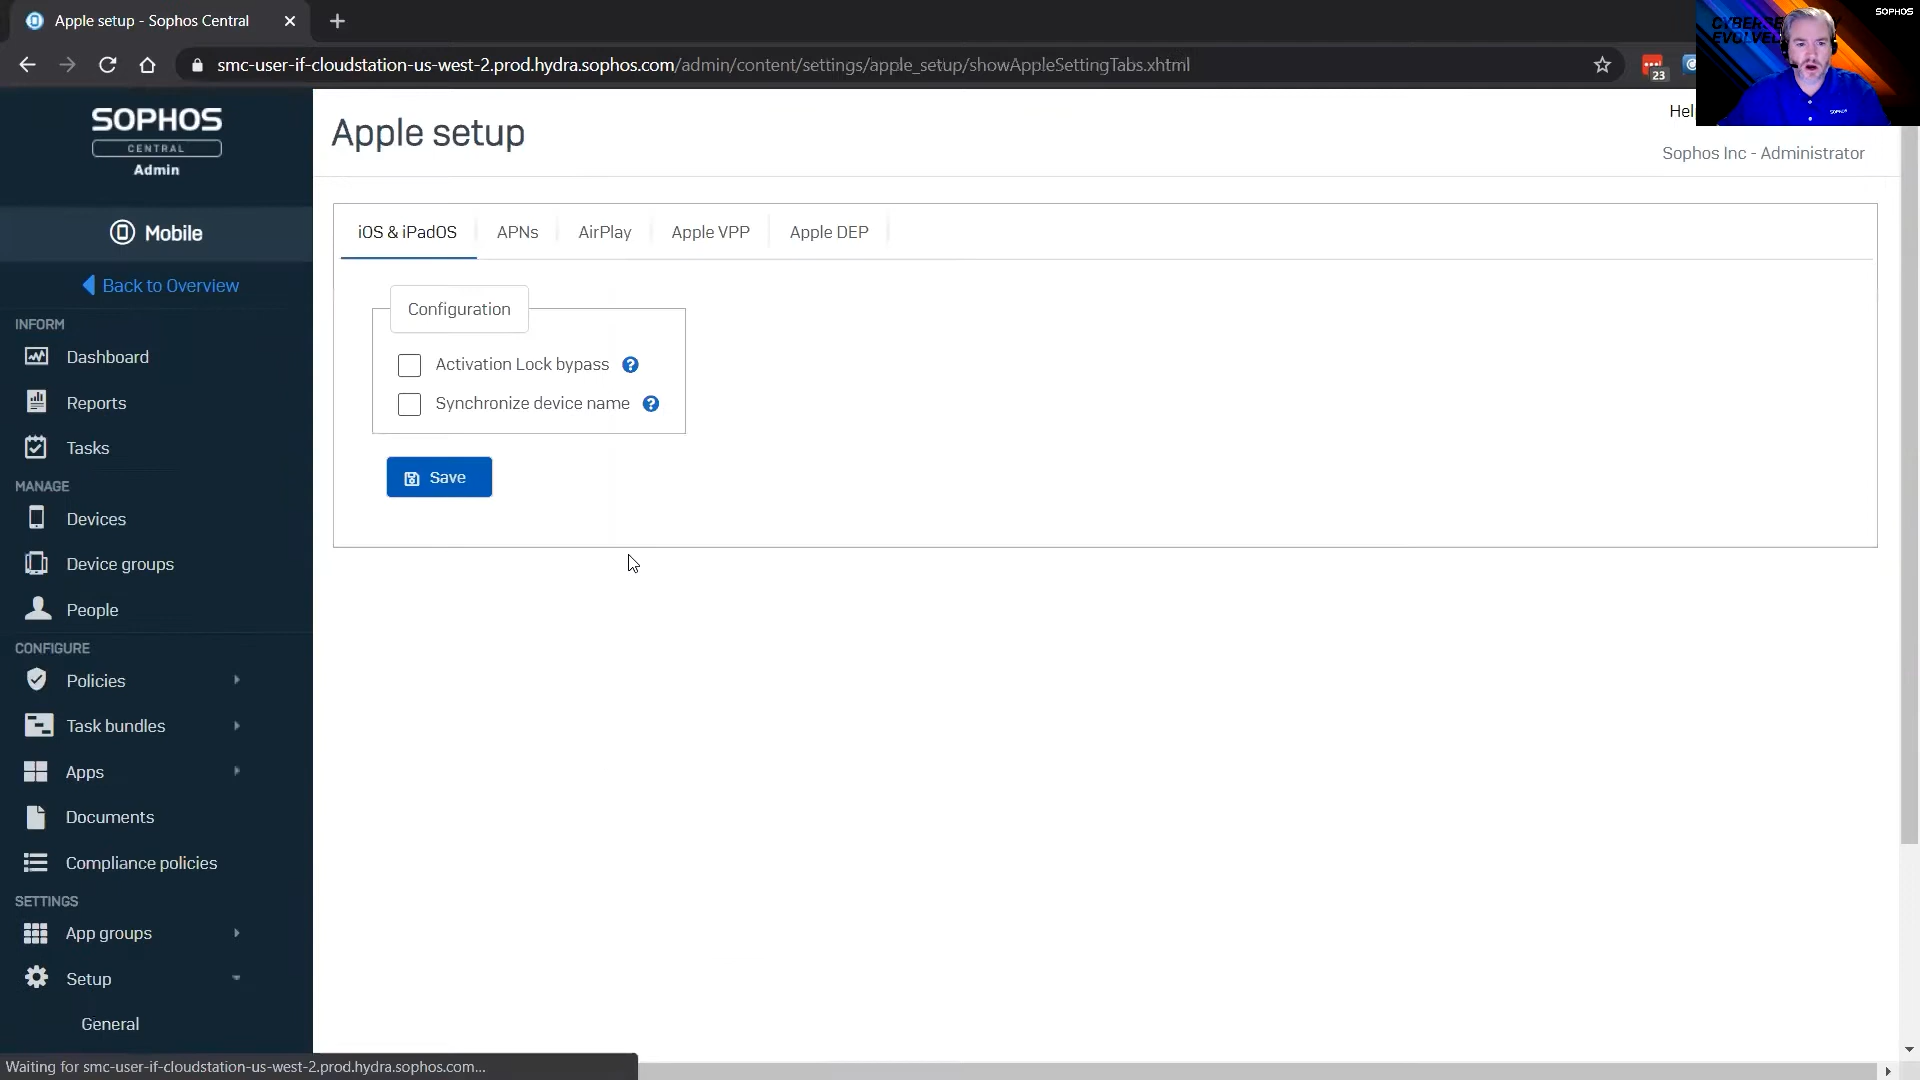 Apple setup - Sophos Central
smc-user-if-cloudstation-us-west-2.prod.hydra.sophos.com/admin/content/settings/apple_setup/showAppleSettingTabs.xhtml
23
SOPHOS
SOPHOS
CENTRAL
Admin
Mobile
Back to Overview
INFORM
Dashboard
Reports
Tasks
MANAGE
Devices
Device groups
People
CONFIGURE
Policies
Task bundles
Apps
Documents
Compliance policies
SETTINGS
App groups
Setup
General
Apple setup
Sophos Inc - Administrator
iOS & iPadOS
APNs
AirPlay
Apple VPP
Apple DEP
Configuration
Activation Lock bypass ?
Synchronize device name ?
Save
Waiting for smc-user-if-cloudstation-us-west-2.prod.hydra.sophos.com...